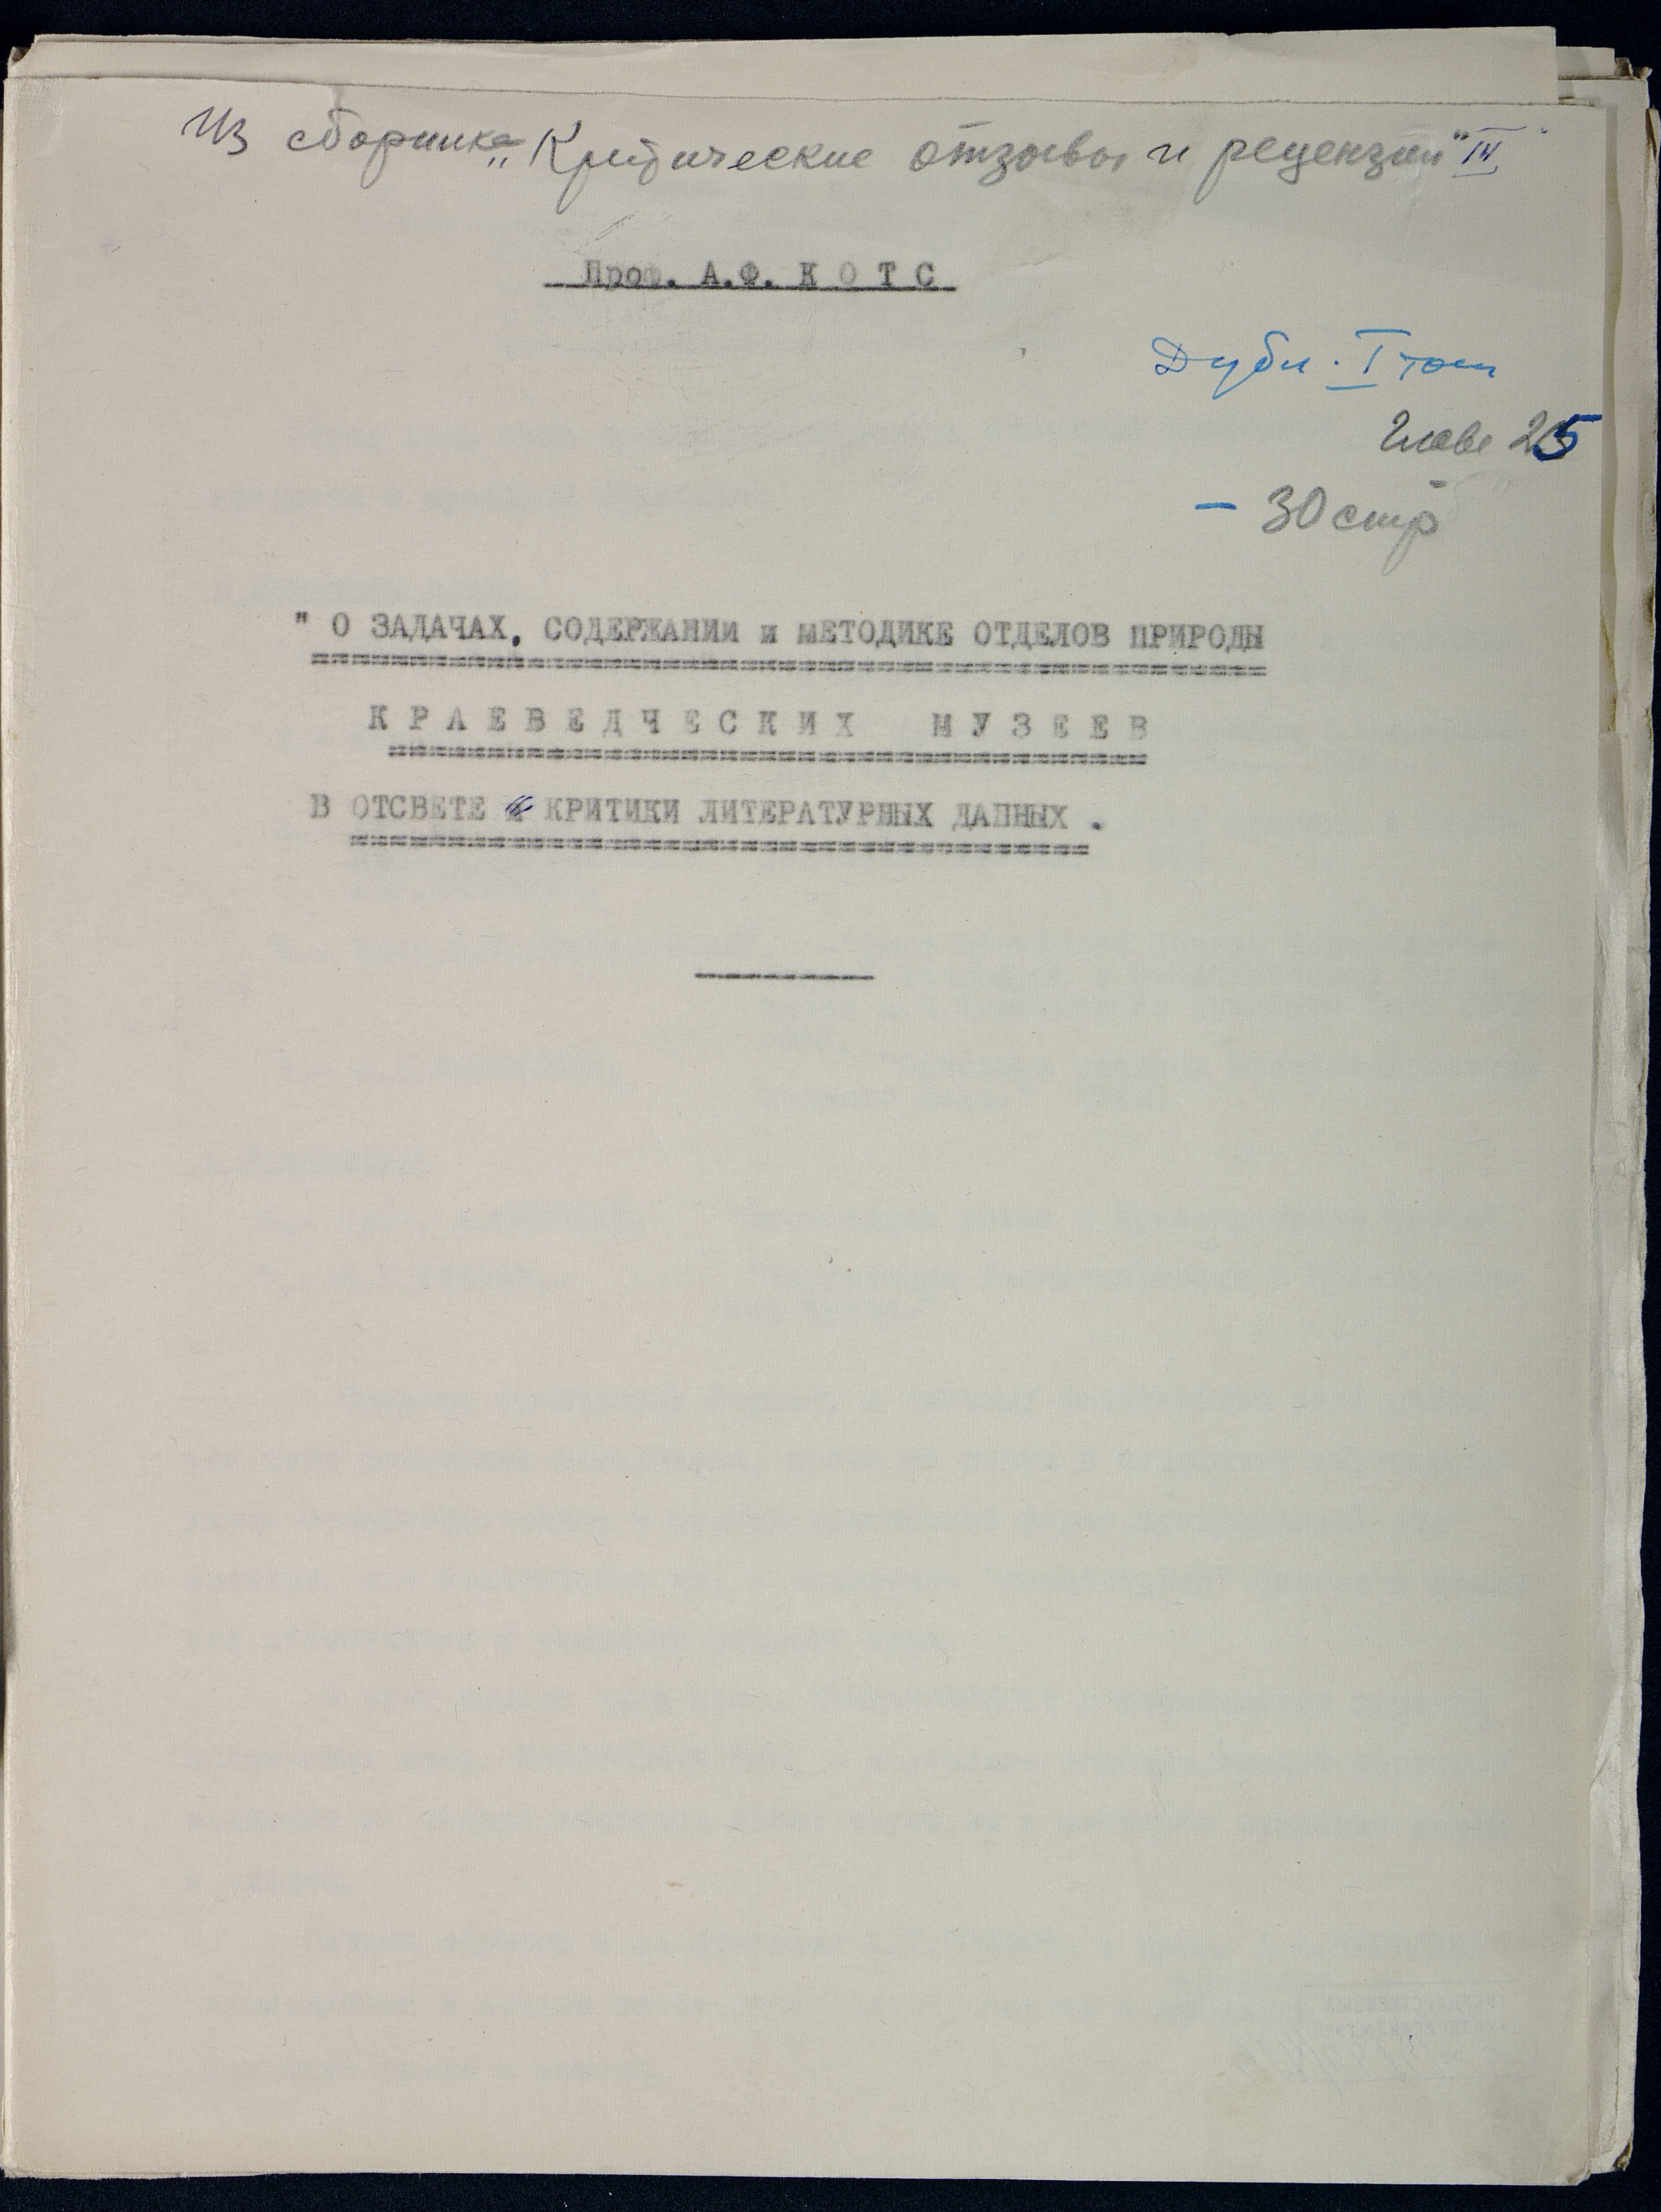 Из сборника „Критические отзывы и рецензии" III
Проф. А.Ф. К О Т С
Дубл. I том
Глава 25
- 30 стр
" О ЗАДАЧАХ, СОДЕРЖАНИИ и МЕТОДИКЕ ОТДЕЛОВ ПРИРОДЫ
К Р А Е В Е Д Ч Е С К И Х М У З Е Е В
В ОТСВЕТЕ КРИТИКИ ЛИТЕРАТУРНЫХ ДАННЫХ .